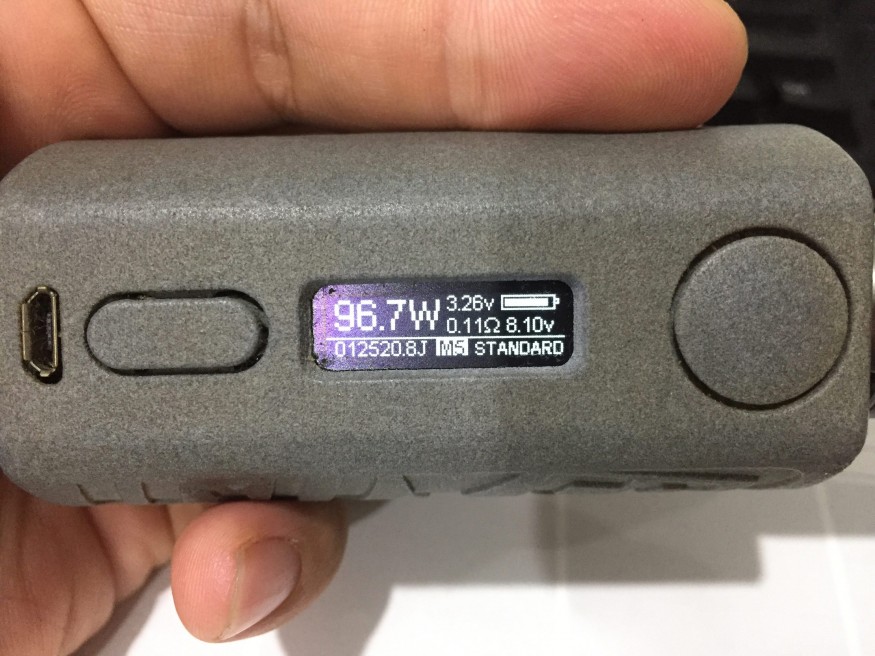 96.7W 3.26v
0.11Ω 8.10v
012520.8J M5 STANDARD